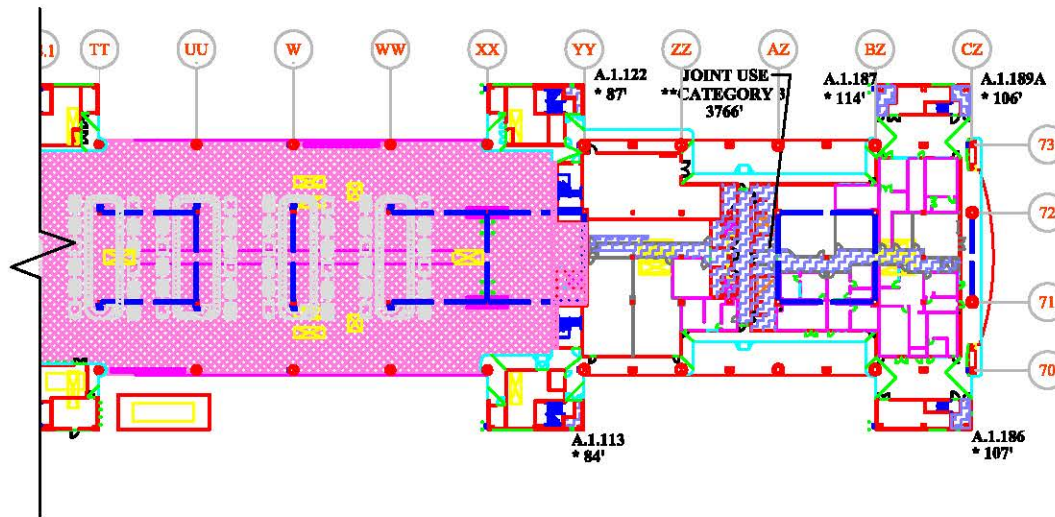 TT UU W WW XX YY ZZ AZ BZ CZ
A.1.122
* 87'
JOINT USE
**CATEGORY 3
3766'
A.1.187
* 114'
A.1.189A
* 106'
73
72
71
70
A.1.113
* 84'
A.1.186
* 107'